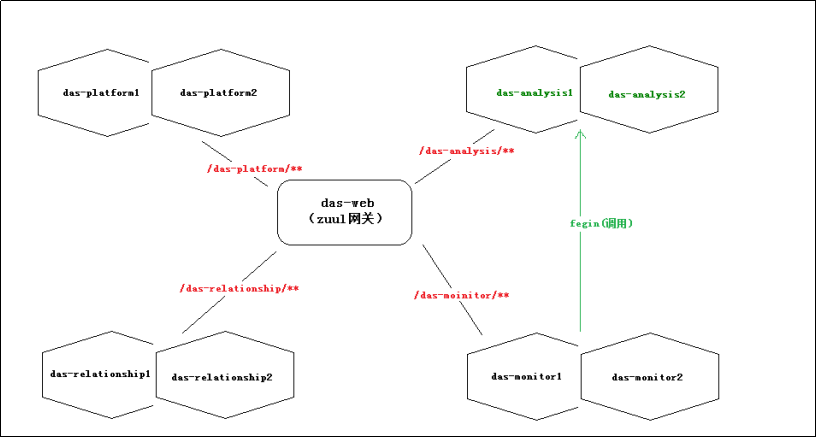 das-platform1
das-platform2
das-analysis1
das-analysis2
/das-platform/**
/das-analysis/**
das-web
(zuul网关)
fegin(调用)
/das-relationship/**
/das-moinitor/**
das-relationship1
das-relationship2
das-monitor1
das-monitor2